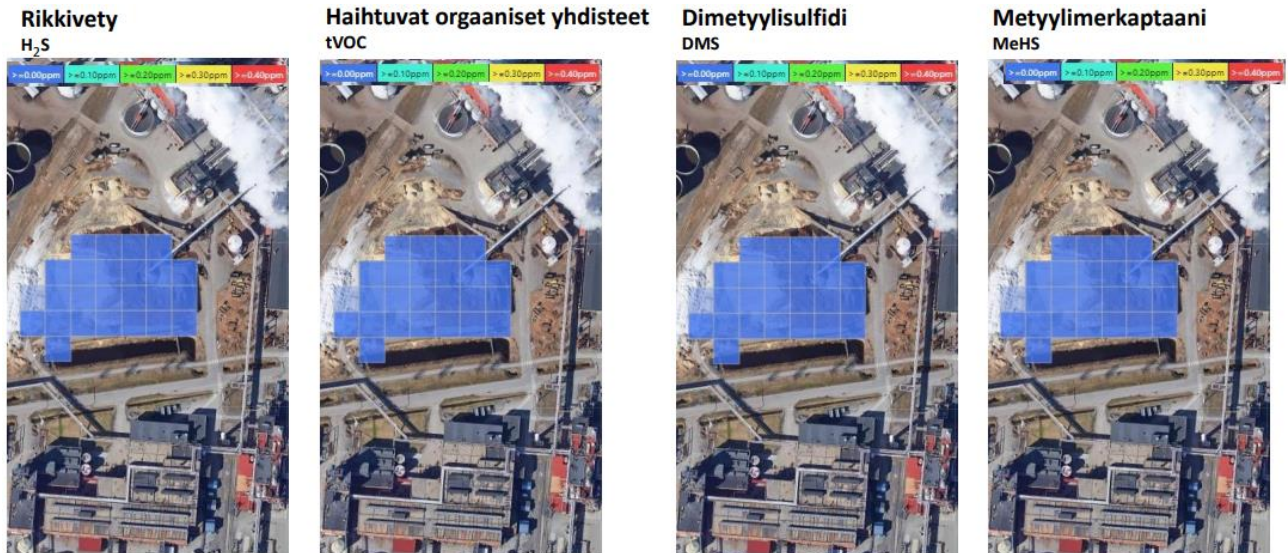 Rikkivety
H₂S
>=0.00ppm >=0.10ppm >=0.20ppm >=0.30ppm >=0.40ppm
Haihtuvat orgaaniset yhdisteet
tVOC
>=0.00ppm >=0.10ppm >=0.20ppm >=0.30ppm >=0.40ppm
Dimetyylisulfidi
DMS
>=0.00ppm >=0.10ppm >=0.20ppm >=0.30ppm >=0.40ppm
Metyylimerkaptaani
MeHS
>=0.00ppm >=0.10ppm >=0.20ppm >=0.30ppm >=0.40ppm